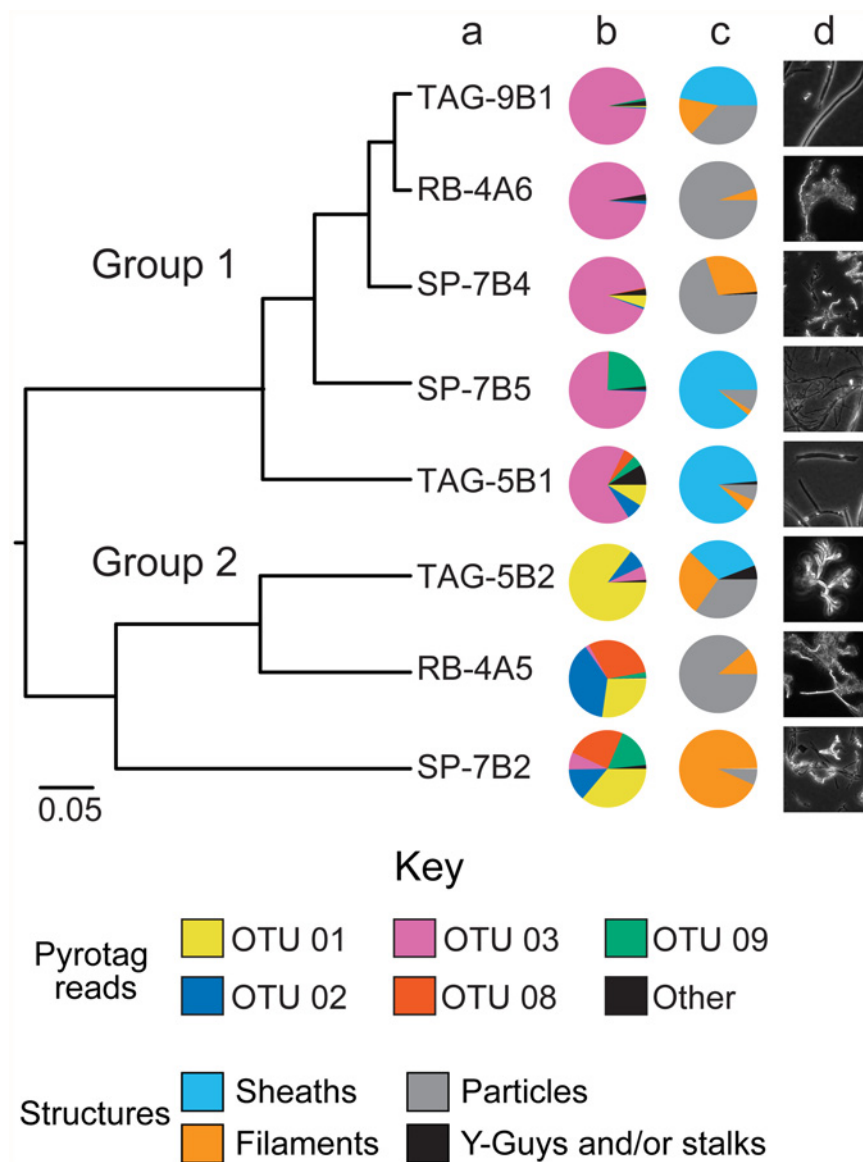 a b c d
TAG-9B1
RB-4A6
Group 1
SP-7B4
SP-7B5
TAG-5B1
Group 2
TAG-5B2
RB-4A5
SP-7B2
0.05
Key
Pyrotag reads
OTU 01 OTU 03 OTU 09
OTU 02 OTU 08 Other
Structures
Sheaths Particles
Filaments Y-Guys and/or stalks